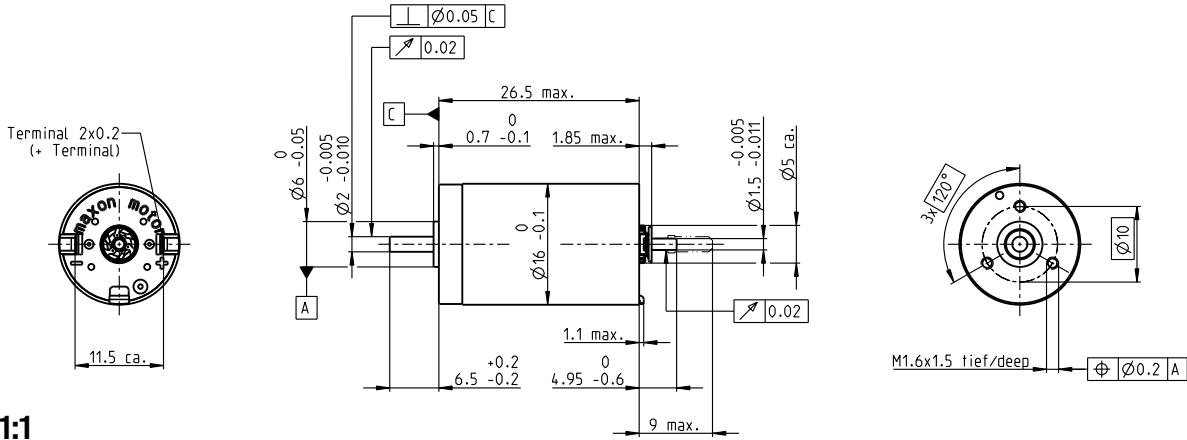 ⊥ Ø0.05 C
↗ 0.02
26.5 max.
C
0
0.7 -0.1
1.85 max.
Terminal 2x0.2
(+ Terminal)
0
Ø6 -0.05
-0.005
Ø2 -0.010
-0.005
Ø1.5 -0.011
Ø5 ca.
maxon motor
- +
0
Ø16 -0.1
3x 120°
Ø10
A
↗ 0.02
1.1 max.
11.5 ca.
+0.2
6.5 -0.2
0
4.95 -0.6
9 max.
M1.6x1.5 tief/deep
⌖ Ø0.2 A
1:1